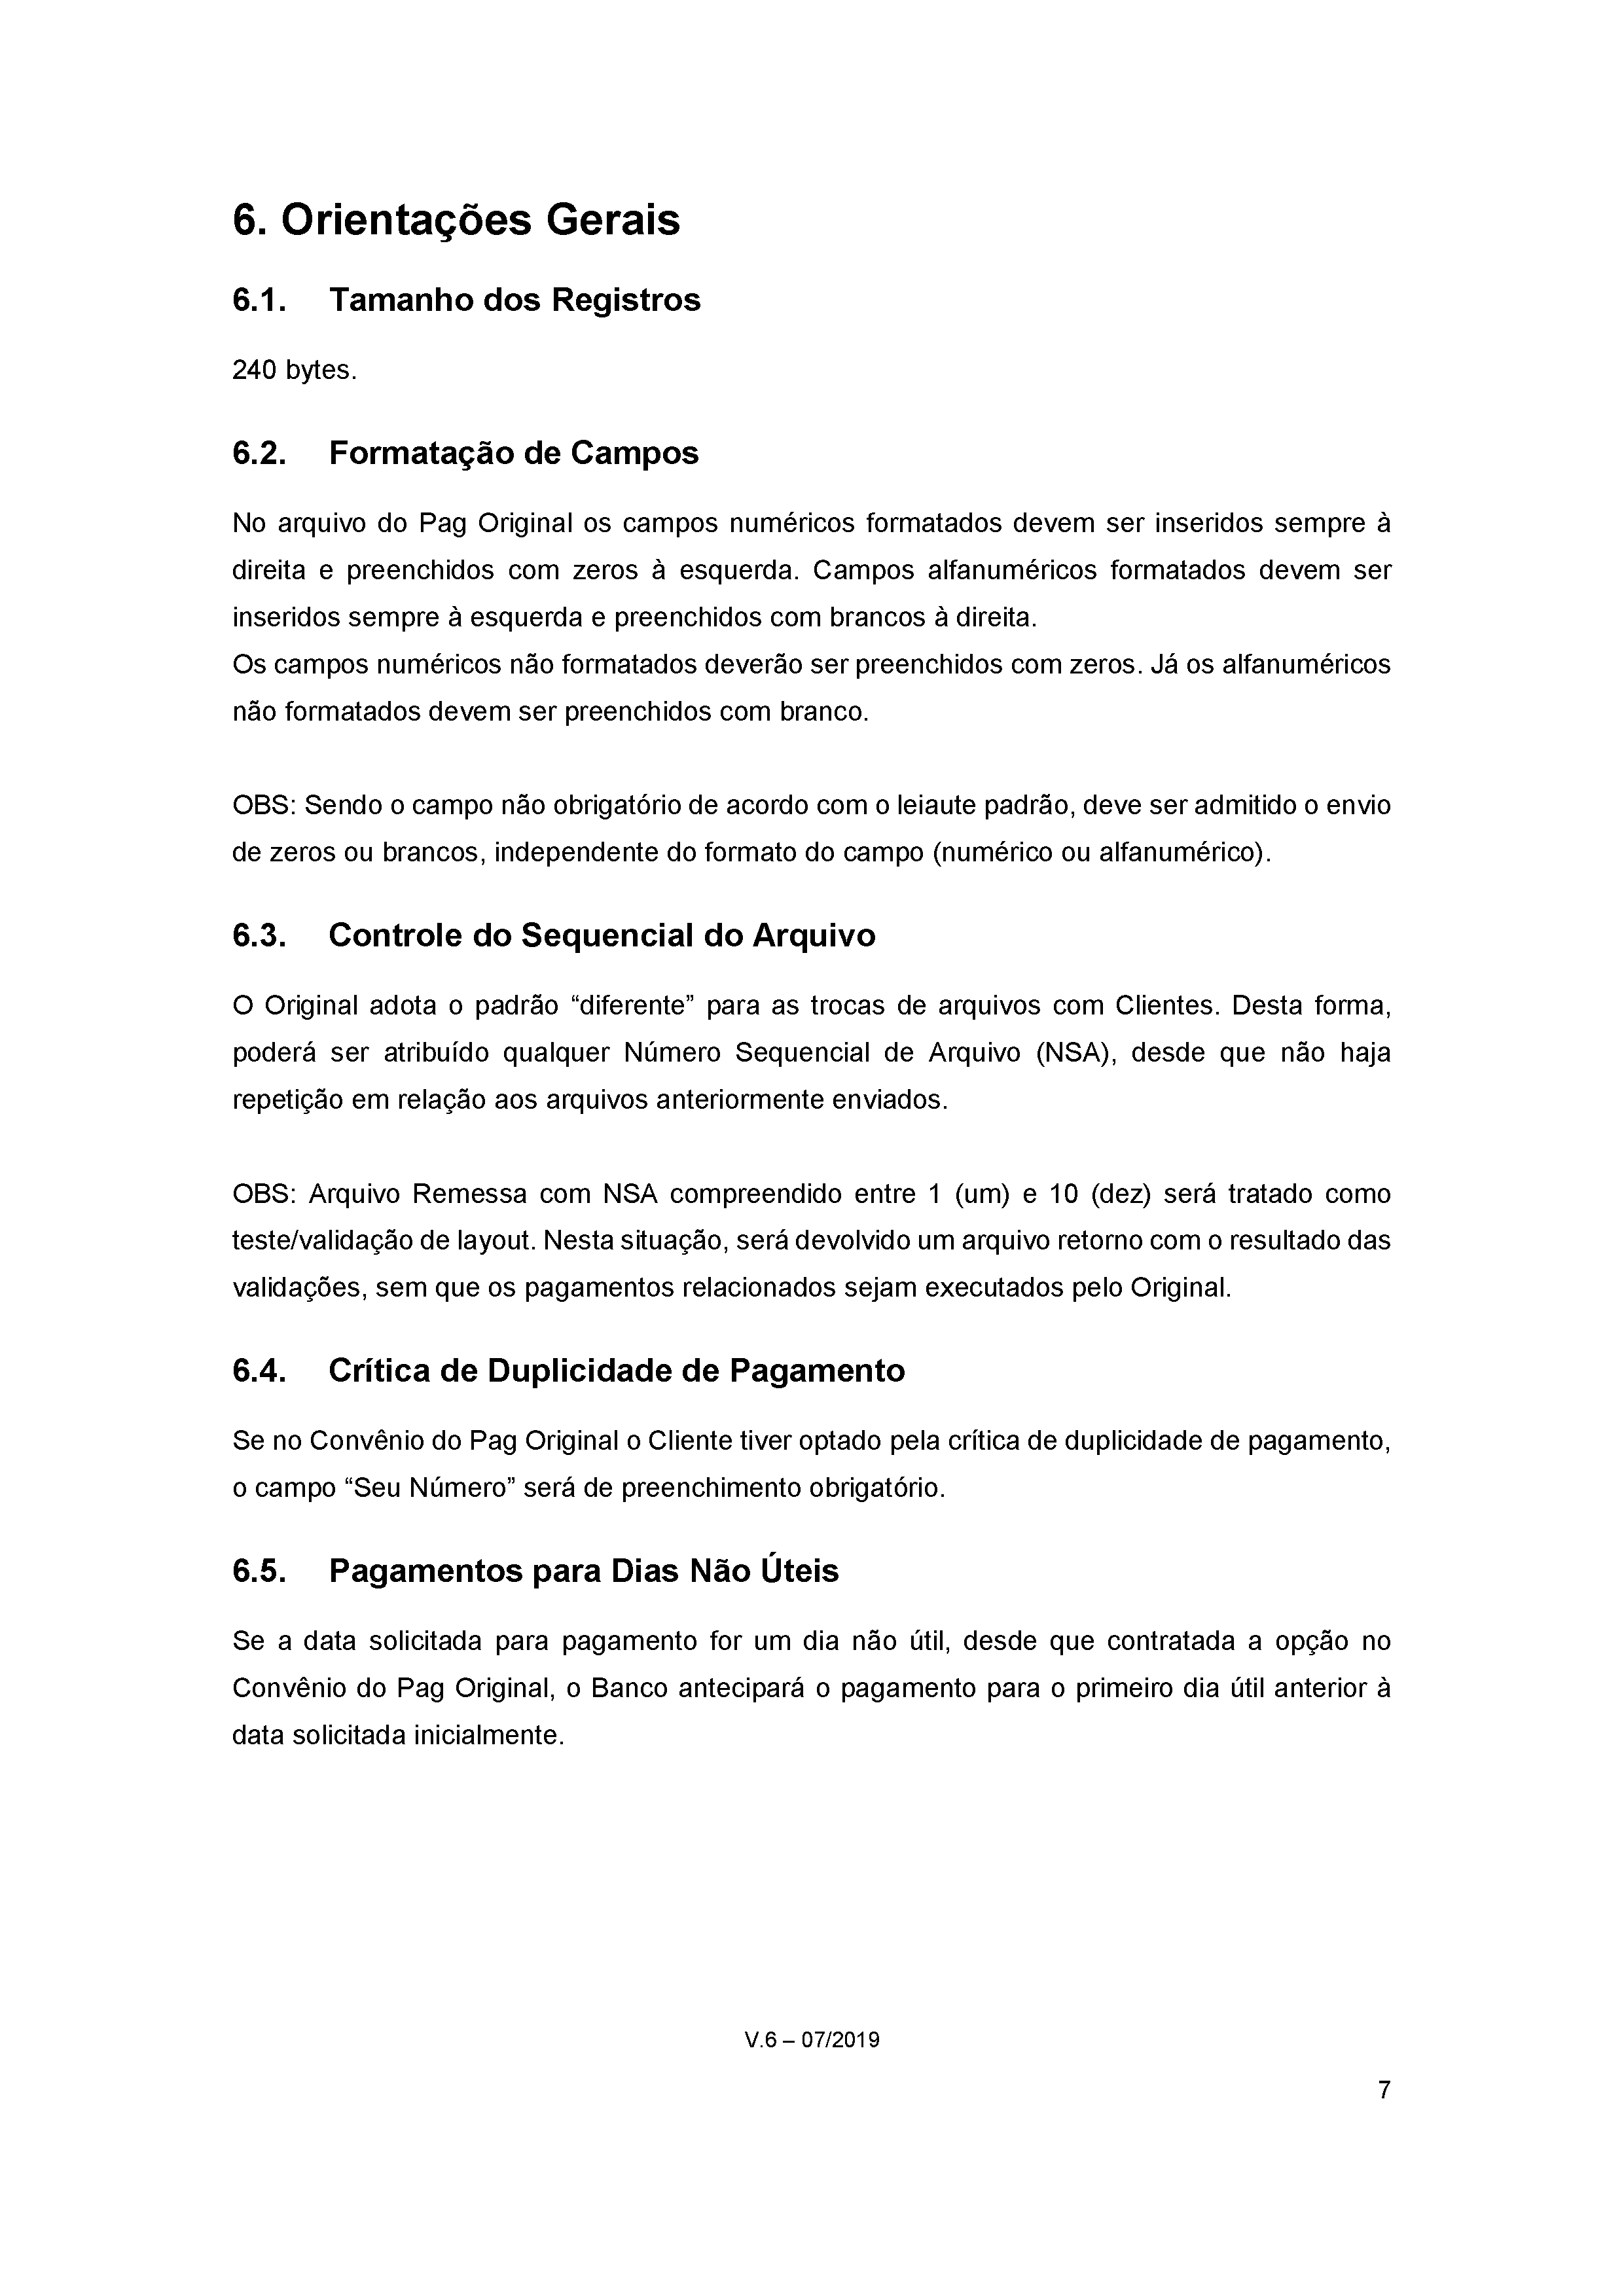 6. Orientações Gerais
6.1. Tamanho dos Registros
240 bytes.
6.2. Formatação de Campos
No arquivo do Pag Original os campos numéricos formatados devem ser inseridos sempre à
direita e preenchidos com zeros à esquerda. Campos alfanuméricos formatados devem ser
inseridos sempre à esquerda e preenchidos com brancos à direita.
Os campos numéricos não formatados deverão ser preenchidos com zeros. Já os alfanuméricos
não formatados devem ser preenchidos com branco.
OBS: Sendo o campo não obrigatório de acordo com o leiaute padrão, deve ser admitido o envio
de zeros ou brancos, independente do formato do campo (numérico ou alfanumérico).
6.3. Controle do Sequencial do Arquivo
O Original adota o padrão “diferente” para as trocas de arquivos com Clientes. Desta forma,
poderá ser atribuído qualquer Número Sequencial de Arquivo (NSA), desde que não haja
repetição em relação aos arquivos anteriormente enviados.
OBS: Arquivo Remessa com NSA compreendido entre 1 (um) e 10 (dez) será tratado como
teste/validação de layout. Nesta situação, será devolvido um arquivo retorno com o resultado das
validações, sem que os pagamentos relacionados sejam executados pelo Original.
6.4. Crítica de Duplicidade de Pagamento
Se no Convênio do Pag Original o Cliente tiver optado pela crítica de duplicidade de pagamento,
o campo “Seu Número” será de preenchimento obrigatório.
6.5. Pagamentos para Dias Não Úteis
Se a data solicitada para pagamento for um dia não útil, desde que contratada a opção no
Convênio do Pag Original, o Banco antecipará o pagamento para o primeiro dia útil anterior à
data solicitada inicialmente.
V.6 – 07/2019
7